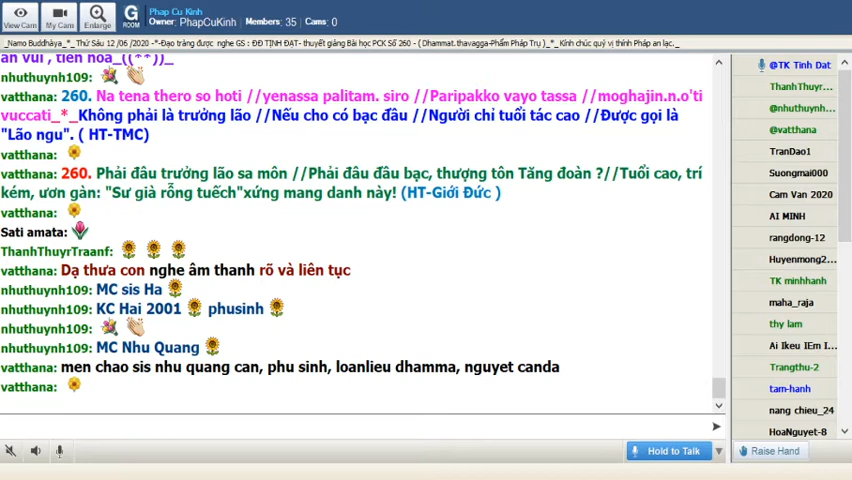 Phap Cu Kinh
Owner: PhapCuKinh Members: 35 Cams: 0
View Cam
My Cam
Enlarge
G
ROOM
_Namo Buddhàya_*_ Thứ Sáu 12 /06 /2020 -*-Đạo tràng được nghe GS : ĐĐ TỊNH ĐẠT- thuyết giảng Bài học PCK Số 260 - ( Dhammat.thavagga-Phẩm Pháp Trụ )_*_ Kính chúc quý vị thính Pháp an lạc._
an vui , tiến hóa_((**))_
nhuthuynh109:
vatthana: 260. Na tena thero so hoti //yenassa palitam. siro //Paripakko vayo tassa //moghajin.n.o'ti
vuccati_*_Không phải là trưởng lão //Nếu cho có bạc đầu //Người chỉ tuổi tác cao //Được gọi là
"Lão ngu". ( HT-TMC)
vatthana:
vatthana: 260. Phải đâu trưởng lão sa môn //Phải đâu đầu bạc, thượng tôn Tăng đoàn ?//Tuổi cao, trí
kém, ươn gàn: "Sư già rỗng tuếch"xứng mang danh này! (HT-Giới Đức )
vatthana:
Sati amata:
ThanhThuyrTraanf:
vatthana: Dạ thưa con nghe âm thanh rõ và liên tục
nhuthuynh109: MC sis Ha
nhuthuynh109: KC Hai 2001 phusinh
nhuthuynh109:
nhuthuynh109: MC Nhu Quang
vatthana: men chao sis nhu quang can, phu sinh, loanlieu dhamma, nguyet canda
vatthana:
Hold to Talk
@TK Tinh Dat
ThanhThuyr...
@nhuthuynh...
@vatthana
TranDao1
Suongmai000
Cam Van 2020
AI MINH
rangdong-12
Huyenmong2...
TK minhhanh
maha_raja
thy lam
Ai Ikeu IEm I...
Trangthu-2
tam-hanh
nang chieu_24
HoaNguyet-8
Raise Hand